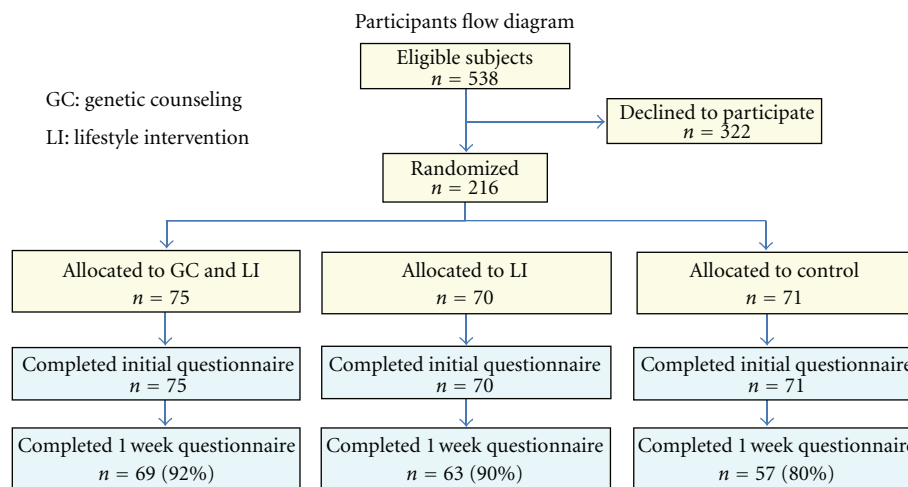 Participants flow diagram
Eligible subjects
n = 538
GC: genetic counseling
LI: lifestyle intervention
Declined to participate
n = 322
Randomized
n = 216
Allocated to GC and LI
n = 75
Allocated to LI
n = 70
Allocated to control
n = 71
Completed initial questionnaire
n = 75
Completed initial questionnaire
n = 70
Completed initial questionnaire
n = 71
Completed 1 week questionnaire
n = 69 (92%)
Completed 1 week questionnaire
n = 63 (90%)
Completed 1 week questionnaire
n = 57 (80%)